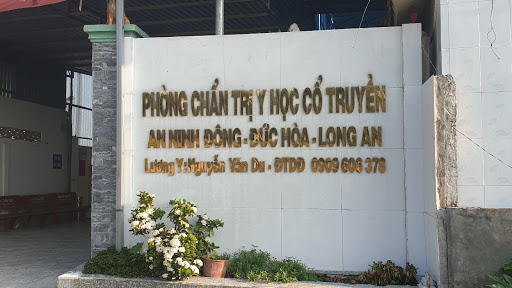 PHÒNG CHẨN TRỊ Y HỌC CỔ TRUYỀN
AN NINH ĐÔNG - ĐỨC HÒA - LONG AN
Lương Y: Nguyễn Văn Du - ĐTDĐ 0909 606 378